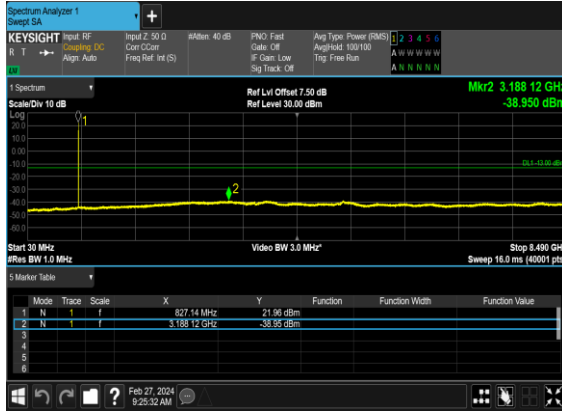 Spectrum Analyzer 1
Swept SA
+
KEYSIGHT Input: RF Input Z: 50 Ω #Atten: 40 dB PNO: Fast Avg Type: Power (RMS) 1 2 3 4 5 6
R T Coupling: DC Corr CCorr Gate: Off Avg|Hold: 100/100 A W W W W W
Align: Auto Freq Ref: Int (S) IF Gain: Low Trig: Free Run
Sig Track: Off A N N N N N
1 Spectrum Ref Lvl Offset 7.50 dB Mkr2 3.188 12 GHz
Scale/Div 10 dB Ref Level 30.00 dBm -38.950 dBm
Log
20.0 1
10.0
0.00
-10.0 DL1 -13.00 dBm
-20.0
-30.0 2
-40.0
-50.0
-60.0
Start 30 MHz Video BW 3.0 MHz* Stop 8.490 GH
#Res BW 1.0 MHz Sweep 16.0 ms (40001 pts
5 Marker Table
Mode Trace Scale X Y Function Function Width Function Value
1 N 1 f 827.14 MHz 21.96 dBm
2 N 1 f 3.188 12 GHz -38.95 dBm
3
4
5
6
? Feb 27, 2024
9:25:32 AM